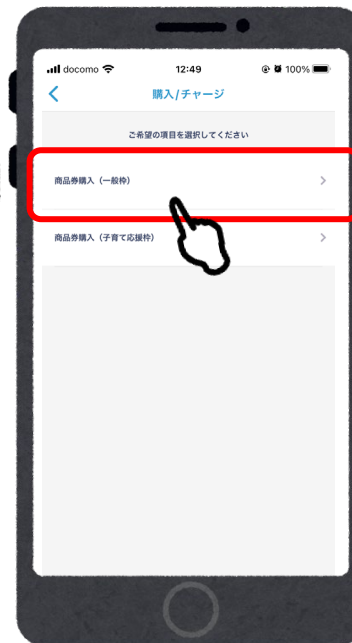 docomo 12:49 100%
購入/チャージ
ご希望の項目を選択してください
商品券購入（一般枠）
商品券購入（子育て応援枠）